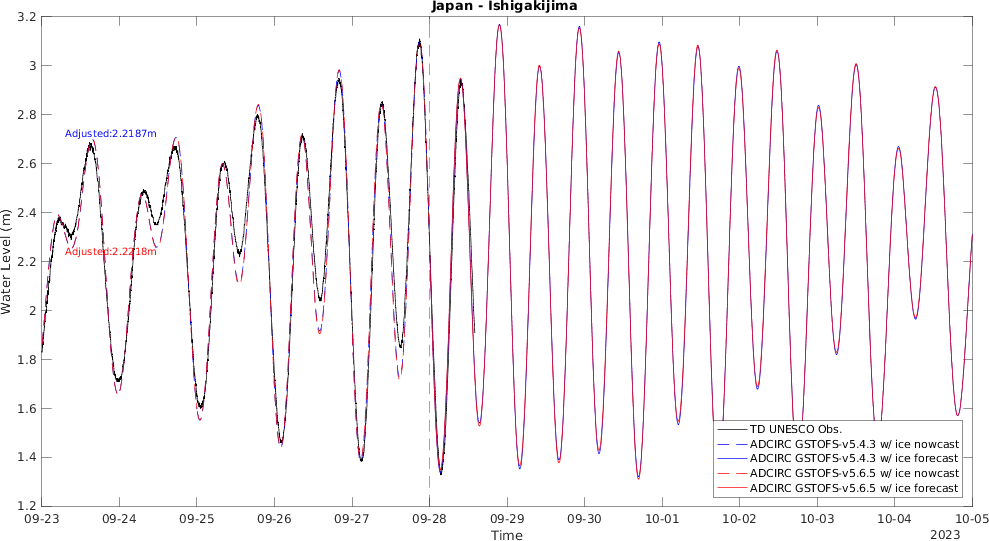 Japan - Ishigakijima
Water Level (m)
3.2
3
2.8
2.6
2.4
2.2
2
1.8
1.6
1.4
1.2
Adjusted:2.2187m
Adjusted:2.2218m
TD UNESCO Obs.
ADCIRC GSTOFS-v5.4.3 w/ ice nowcast
ADCIRC GSTOFS-v5.4.3 w/ ice forecast
ADCIRC GSTOFS-v5.6.5 w/ ice nowcast
ADCIRC GSTOFS-v5.6.5 w/ ice forecast
09-23 09-24 09-25 09-26 09-27 09-28 09-29 09-30 10-01 10-02 10-03 10-04 10-05
Time
2023